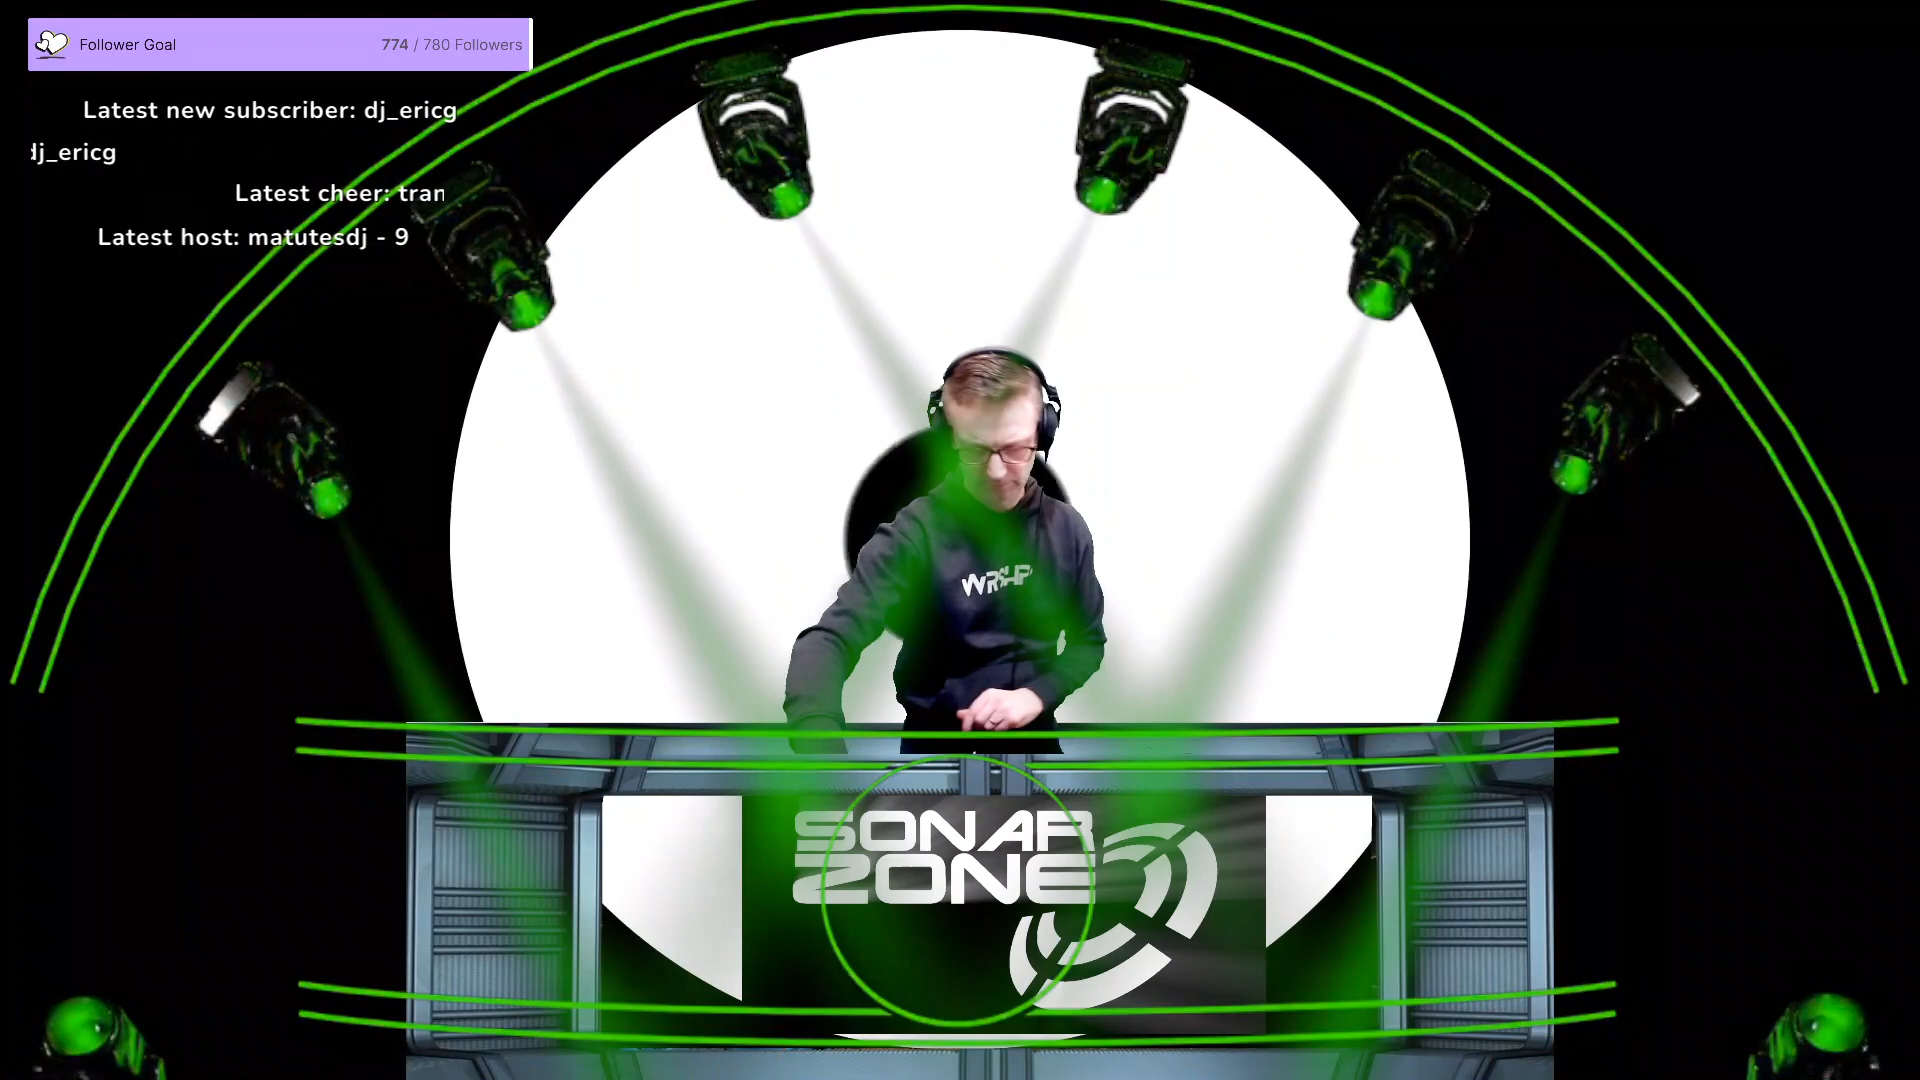 Follower Goal 774 / 780 Followers
Latest new subscriber: dj_ericg
dj_ericg
Latest cheer: tran
Latest host: matutesdj - 9
WRSHP
SONAR
ZONE